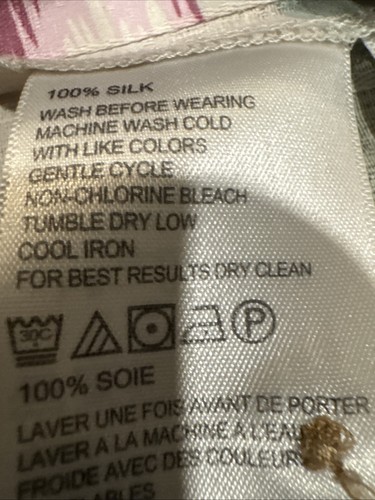 100% SILK
WASH BEFORE WEARING
MACHINE WASH COLD
WITH LIKE COLORS
GENTLE CYCLE
NON-CHLORINE BLEACH
TUMBLE DRY LOW
COOL IRON
FOR BEST RESULTS DRY CLEAN
30C P
100% SOIE
LAVER UNE FOIS AVANT DE PORTER
LAVER A LA MACHINE A L'EAU
FROIDE AVEC DES COULEURS